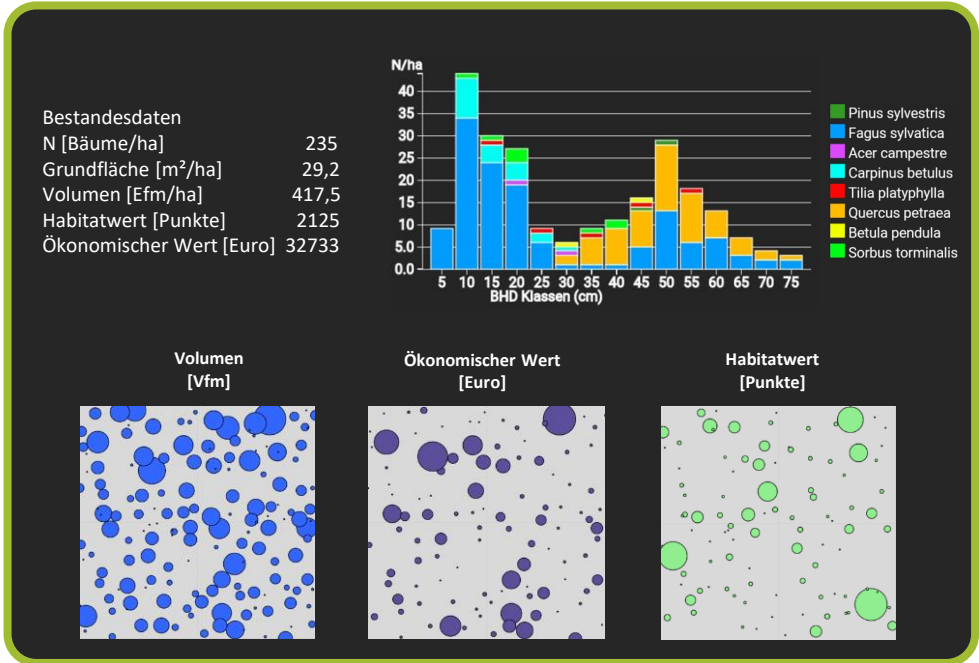 Bestandesdaten
N [Bäume/ha] 235
Grundfläche [m²/ha] 29,2
Volumen [Efm/ha] 417,5
Habitatwert [Punkte] 2125
Ökonomischer Wert [Euro] 32733
N/ha
40
35
30
25
20
15
10
5.0
0.0
5 10 15 20 25 30 35 40 45 50 55 60 65 70 75
BHD Klassen (cm)
Pinus sylvestris
Fagus sylvatica
Acer campestre
Carpinus betulus
Tilia platyphylla
Quercus petraea
Betula pendula
Sorbus torminalis
Volumen
[Vfm]
Ökonomischer Wert
[Euro]
Habitatwert
[Punkte]